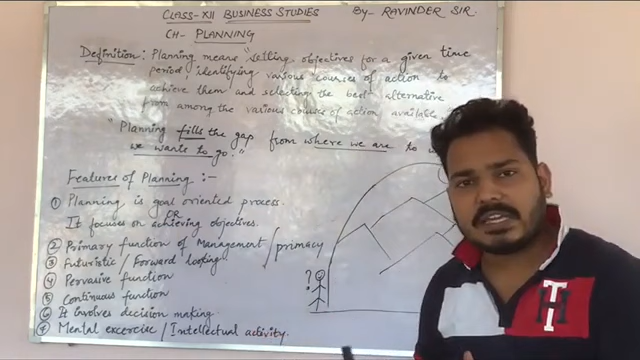 CLASS-XII BUSINESS STUDIES By- RAVINDER SIR.
CH- PLANNING
Definition: Planning means "setting objectives for a given time
period identifying various courses of action to
achieve them and selecting the best alternative
from among the various courses of action available
"Planning fills the gap from where we are to
we wants to go."
Features of Planning :-
① Planning is goal oriented process.
OR
It focuses on achieving objectives.
② Primary function of Management / primacy
③ Futuristic / Forward looking
④ Pervasive function
⑤ Continuous function
⑥ It Involves decision making.
⑦ Mental excercise / Intellectual activity.
?
TH